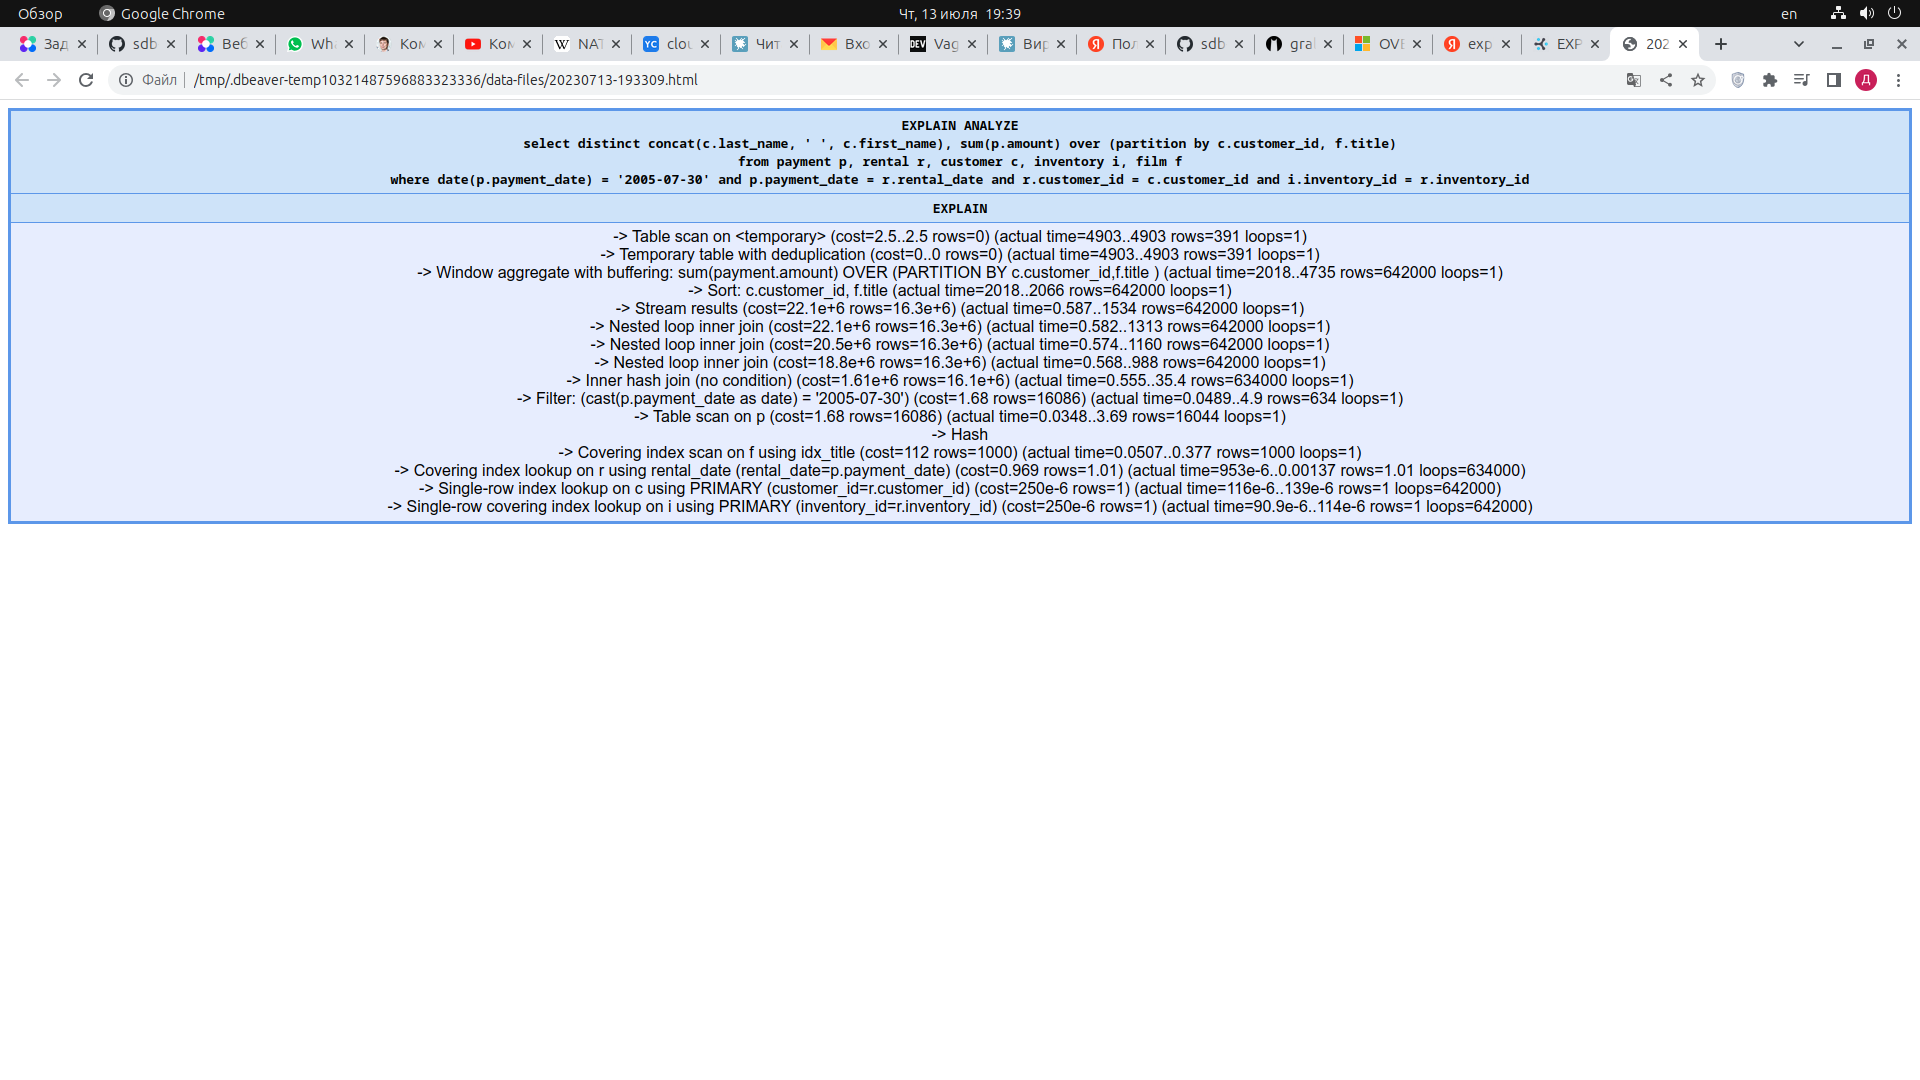 Обзор Google Chrome Чт, 13 июля 19:39 en
Зад sdb Веб Wha Ком Ком NAT clou Чит Вхо Vag Вир Пол sdb gra OVE exp EXP 202
Файл /tmp/.dbeaver-temp10321487596883323336/data-files/20230713-193309.html Д
EXPLAIN ANALYZE
select distinct concat(c.last_name, ' ', c.first_name), sum(p.amount) over (partition by c.customer_id, f.title)
from payment p, rental r, customer c, inventory i, film f
where date(p.payment_date) = '2005-07-30' and p.payment_date = r.rental_date and r.customer_id = c.customer_id and i.inventory_id = r.inventory_id
EXPLAIN
-> Table scan on <temporary> (cost=2.5..2.5 rows=0) (actual time=4903..4903 rows=391 loops=1)
-> Temporary table with deduplication (cost=0..0 rows=0) (actual time=4903..4903 rows=391 loops=1)
-> Window aggregate with buffering: sum(payment.amount) OVER (PARTITION BY c.customer_id,f.title ) (actual time=2018..4735 rows=642000 loops=1)
-> Sort: c.customer_id, f.title (actual time=2018..2066 rows=642000 loops=1)
-> Stream results (cost=22.1e+6 rows=16.3e+6) (actual time=0.587..1534 rows=642000 loops=1)
-> Nested loop inner join (cost=22.1e+6 rows=16.3e+6) (actual time=0.582..1313 rows=642000 loops=1)
-> Nested loop inner join (cost=20.5e+6 rows=16.3e+6) (actual time=0.574..1160 rows=642000 loops=1)
-> Nested loop inner join (cost=18.8e+6 rows=16.3e+6) (actual time=0.568..988 rows=642000 loops=1)
-> Inner hash join (no condition) (cost=1.61e+6 rows=16.1e+6) (actual time=0.555..35.4 rows=634000 loops=1)
-> Filter: (cast(p.payment_date as date) = '2005-07-30') (cost=1.68 rows=16086) (actual time=0.0489..4.9 rows=634 loops=1)
-> Table scan on p (cost=1.68 rows=16086) (actual time=0.0348..3.69 rows=16044 loops=1)
-> Hash
-> Covering index scan on f using idx_title (cost=112 rows=1000) (actual time=0.0507..0.377 rows=1000 loops=1)
-> Covering index lookup on r using rental_date (rental_date=p.payment_date) (cost=0.969 rows=1.01) (actual time=953e-6..0.00137 rows=1.01 loops=634000)
-> Single-row index lookup on c using PRIMARY (customer_id=r.customer_id) (cost=250e-6 rows=1) (actual time=116e-6..139e-6 rows=1 loops=642000)
-> Single-row covering index lookup on i using PRIMARY (inventory_id=r.inventory_id) (cost=250e-6 rows=1) (actual time=90.9e-6..114e-6 rows=1 loops=642000)